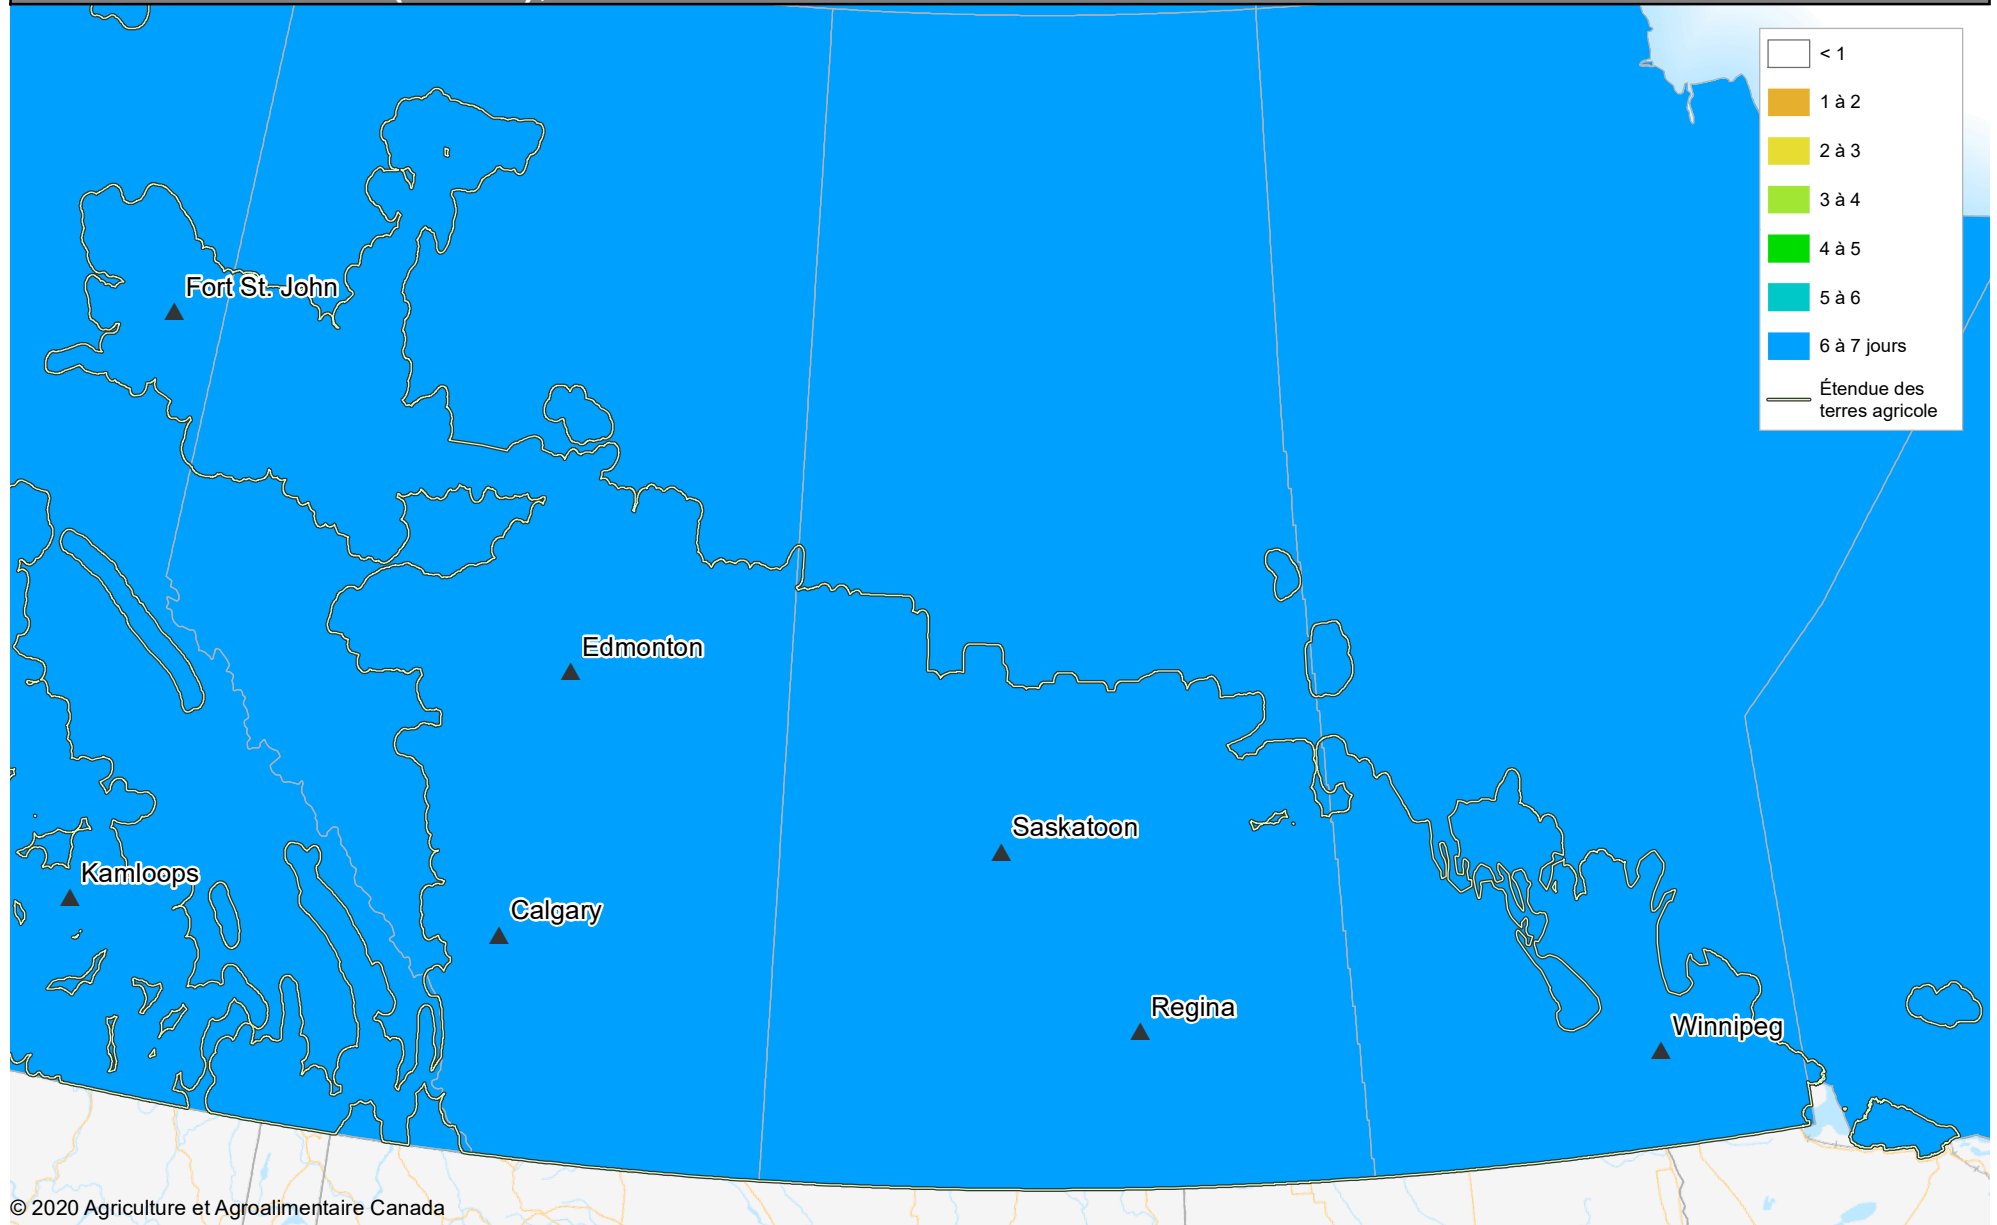 < 1
1 à 2
2 à 3
3 à 4
4 à 5
5 à 6
6 à 7 jours
Étendue des
terres agricole
Fort St. John
Edmonton
Saskatoon
Kamloops
Calgary
Regina
Winnipeg
© 2020 Agriculture et Agroalimentaire Canada